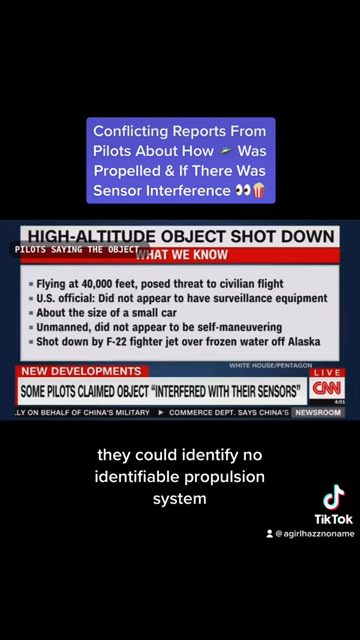 Conflicting Reports From
Pilots About How 🛸 Was
Propelled & If There Was
Sensor Interference 👀🍿
HIGH-ALTITUDE OBJECT SHOT DOWN
PILOTS SAYING THE OBJECT
WHAT WE KNOW
▪ Flying at 40,000 feet, posed threat to civilian flight
▪ U.S. official: Did not appear to have surveillance equipment
▪ About the size of a small car
▪ Unmanned, did not appear to be self-maneuvering
▪ Shot down by F-22 fighter jet over frozen water off Alaska
WHITE HOUSE/PENTAGON
NEW DEVELOPMENTS
LIVE
SOME PILOTS CLAIMED OBJECT "INTERFERED WITH THEIR SENSORS"
CNN
4:01
LLY ON BEHALF OF CHINA'S MILITARY ▶ COMMERCE DEPT. SAYS CHINA'S
NEWSROOM
they could identify no
identifiable propulsion
system
TikTok
@agirlhazznoname